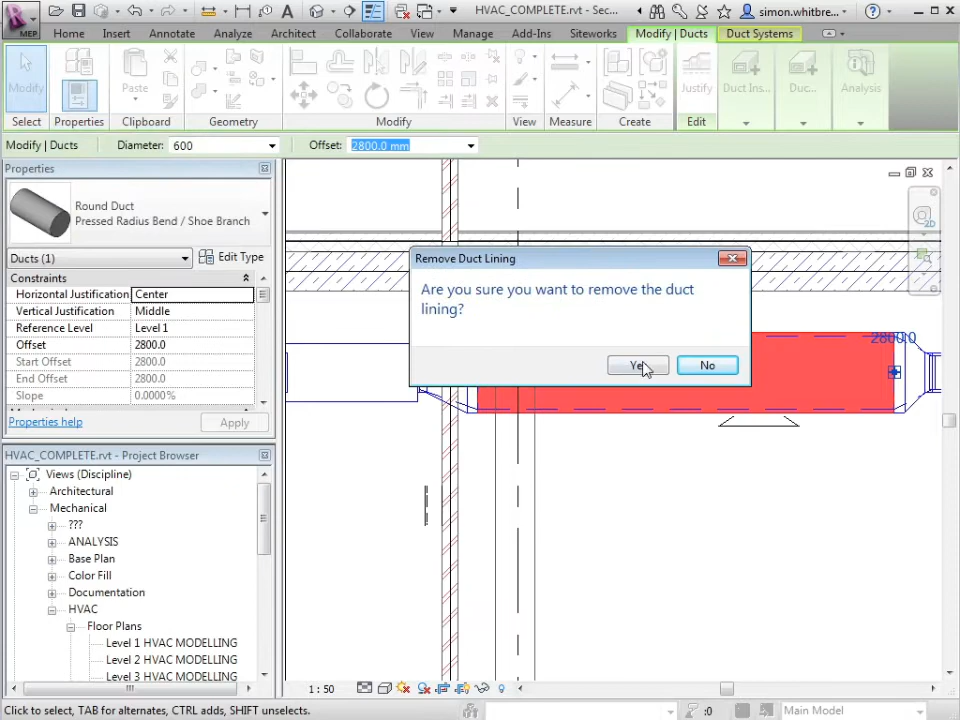 HVAC_COMPLETE.rvt - Sec...
simon.whitbre...
MEP
Home
Insert
Annotate
Analyze
Architect
Collaborate
View
Manage
Add-Ins
Siteworks
Modify | Ducts
Duct Systems
Modify
Paste
Justify
Duct Ins...
Duc...
Analysis
Select
Properties
Clipboard
Geometry
Modify
View
Measure
Create
Edit
Modify | Ducts
Diameter:
600
Offset:
2800.0 mm
Properties
Round Duct
Pressed Radius Bend / Shoe Branch
Ducts (1)
Edit Type
Constraints
Horizontal Justification
Center
Vertical Justification
Middle
Reference Level
Level 1
Offset
2800.0
Start Offset
2800.0
End Offset
2800.0
Slope
0.0000%
Properties help
Apply
Remove Duct Lining
Are you sure you want to remove the duct
lining?
Yes
No
2800.0
2D
HVAC_COMPLETE.rvt - Project Browser
Views (Discipline)
Architectural
Mechanical
???
ANALYSIS
Base Plan
Color Fill
Documentation
HVAC
Floor Plans
Level 1 HVAC MODELLING
Level 2 HVAC MODELLING
Level 3 HVAC MODELLING
1 : 50
Click to select, TAB for alternates, CTRL adds, SHIFT unselects.
:0
Main Model